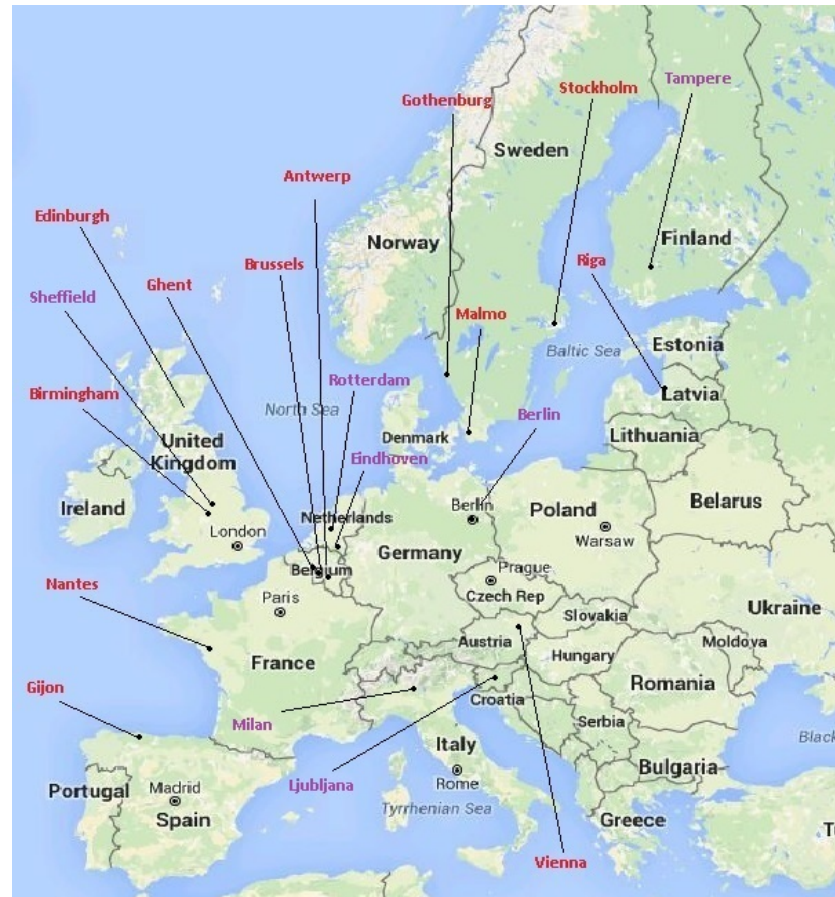 Stockholm
Tampere
Gothenburg
Sweden
Antwerp
Edinburgh
Norway
Finland
Brussels
Riga
Ghent
Sheffield
Malmo
Estonia
Baltic Sea
Rotterdam
Birmingham
Latvia
North Sea
Berlin
Denmark
Lithuania
United
Kingdom
Eindhoven
Belarus
Ireland
Berlin
Poland
Netherlands
London
Warsaw
Germany
Belgium
Prague
Nantes
Paris
Czech Rep
Ukraine
Slovakia
Austria
Moldova
Hungary
France
Gijon
Romania
Croatia
Milan
Serbia
Black
Italy
Bulgaria
Ljubljana
Rome
Portugal
Madrid
Tyrrhenian Sea
Spain
Greece
Vienna